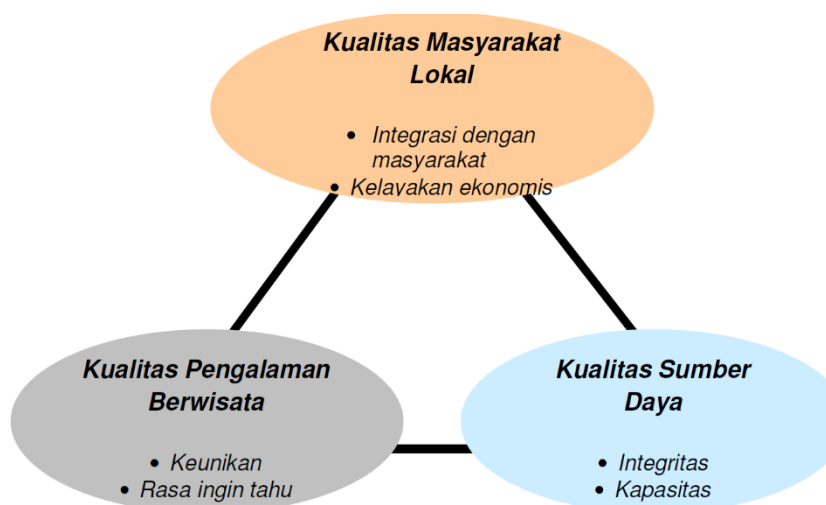 Kualitas Masyarakat
Lokal
• Integrasi dengan
masyarakat
• Kelayakan ekonomis
Kualitas Pengalaman
Berwisata
• Keunikan
• Rasa ingin tahu
Kualitas Sumber
Daya
• Integritas
• Kapasitas